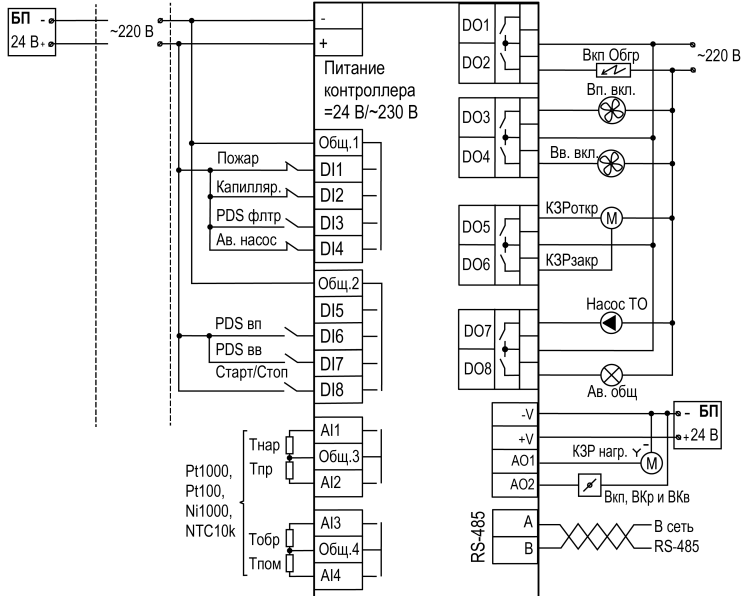 БП
-
24 В +
~220 В
-
+
Питание
контроллера
=24 В/~230 В
Общ.1
Пожар
DI1
Капилляр.
DI2
PDS флтр
DI3
Ав. насос
DI4
Общ.2
DI5
PDS вп
DI6
PDS вв
DI7
Старт/Стоп
DI8
AI1
Тнар
Общ.3
Тпр
AI2
Pt1000,
Pt100,
Ni1000,
NTC10k
AI3
Тобр
Общ.4
Тпом
AI4
DO1
DO2
Вкп Обгр
~220 В
DO3
Вп. вкл.
DO4
Вв. вкл.
DO5
КЗРоткр
M
DO6
КЗРзакр
DO7
Насос ТО
DO8
Ав. общ
-V
- БП
+V
+ 24 В
AO1
КЗР нагр.
M
AO2
Вкп, ВКр и ВКв
RS-485
A
В сеть
B
RS-485